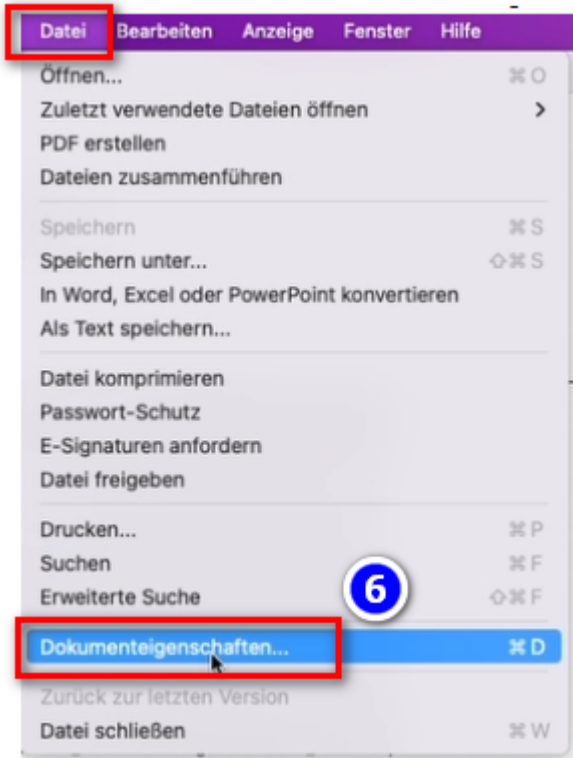 Datei Bearbeiten Anzeige Fenster Hilfe
Öffnen... ⌘ O
Zuletzt verwendete Dateien öffnen >
PDF erstellen
Dateien zusammenführen
Speichern ⌘ S
Speichern unter... ⇧⌘ S
In Word, Excel oder PowerPoint konvertieren
Als Text speichern...
Datei komprimieren
Passwort-Schutz
E-Signaturen anfordern
Datei freigeben
Drucken... ⌘ P
Suchen ⌘ F
Erweiterte Suche ⇧⌘ F
6
Dokumenteigenschaften... ⌘ D
Zurück zur letzten Version
Datei schließen ⌘ W